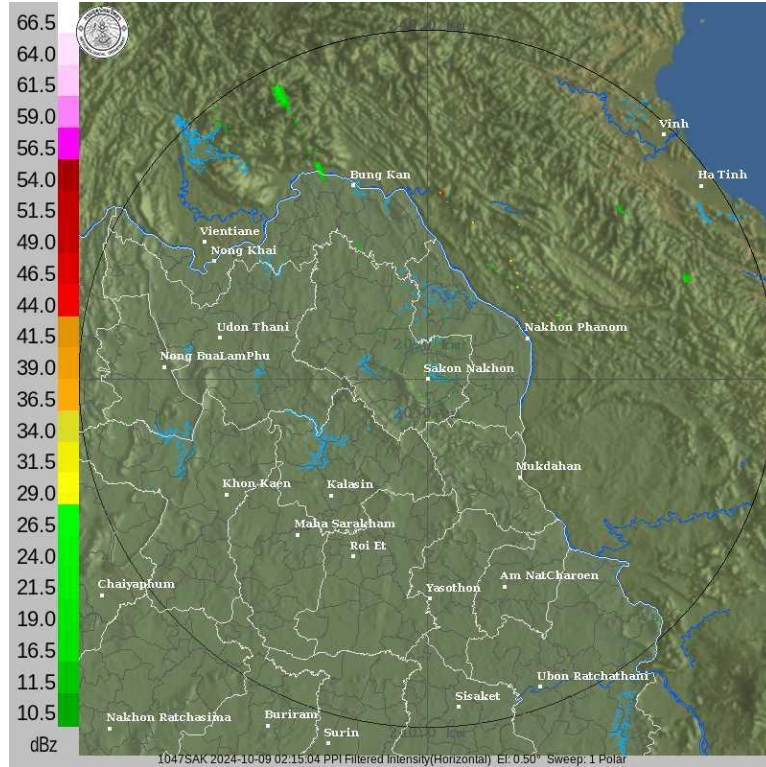 66.5
64.0
61.5
59.0
56.5
54.0
51.5
49.0
46.5
44.0
41.5
39.0
36.5
34.0
31.5
29.0
26.5
24.0
21.5
19.0
16.5
11.5
10.5
dBz
Vinh
Ha Tinh
Bung Kan
Vientiane
Nong Khai
Udon Thani
Nakhon Phanom
Nong BuaLamPhu
Sakon Nakhon
Mukdahan
Khon Kaen
Kalasin
Maha Sarakham
Roi Et
Chaiyaphum
Yasothon
Am NatCharoen
Ubon Ratchathani
Sisaket
Nakhon Ratchasima
Buriram
Surin
1047SAK 2024-10-09 02:15:04 PPI Filtered Intensity(Horizontal) El: 0.50° Sweep: 1 Polar